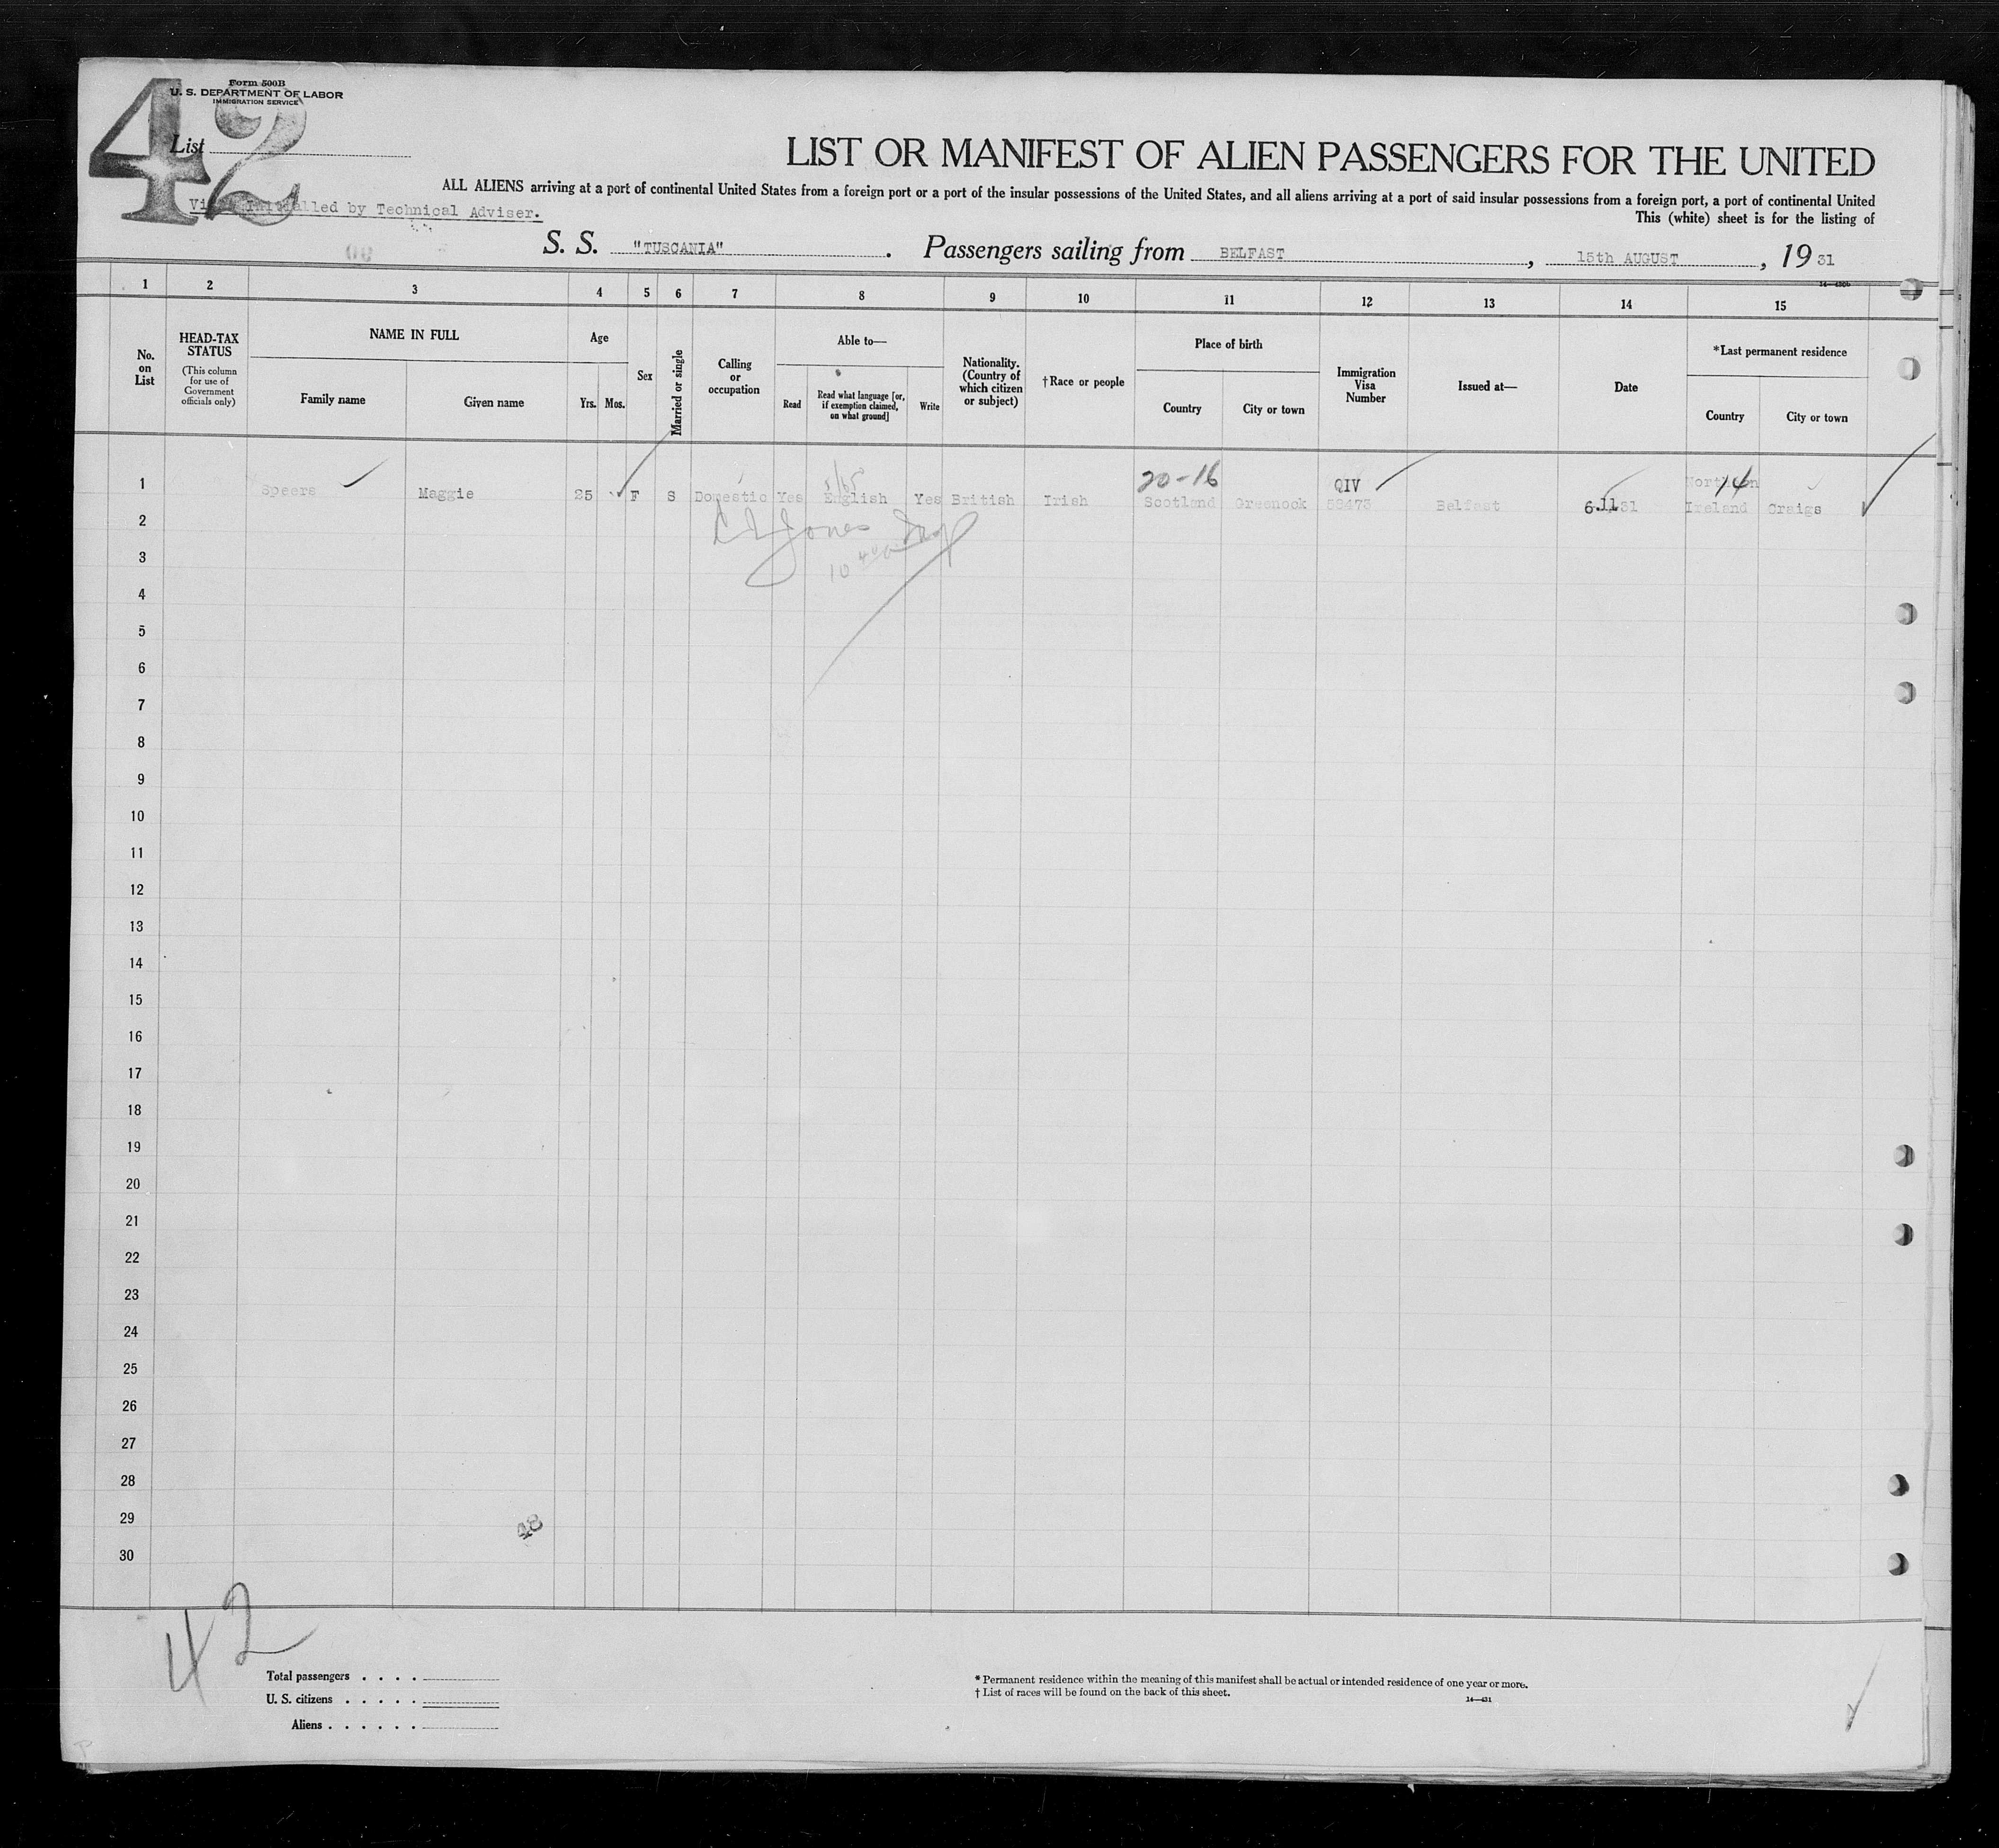 42
Form 500B
U. S. DEPARTMENT OF LABOR
IMMIGRATION SERVICE
List
LIST OR MANIFEST OF ALIEN PASSENGERS FOR THE UNITED
ALL ALIENS arriving at a port of continental United States from a foreign port or a port of the insular possessions of the United States, and all aliens arriving at a port of said insular possessions from a foreign port, a port of continental United
Initialled by Technical Adviser.
This (white) sheet is for the listing of
S. S. "TUSCANIA". Passengers sailing from BELFAST, 15th AUGUST, 1931
1 2 3 4 5 6 7 8 9 10 11 12 13 14 15
No. on List
HEAD-TAX STATUS
(This column for use of Government officials only)
NAME IN FULL
Family name
Given name
Age
Yrs. Mos.
Sex
Married or single
Calling or occupation
Able to—
Read
Read what language [or, if exemption claimed, on what ground]
Write
Nationality. (Country of which citizen or subject)
†Race or people
Place of birth
Country
City or town
Immigration Visa Number
Issued at—
Date
*Last permanent residence
Country
City or town
20-16
QIV
14
1 Speers Maggie 25 F S Domestic Yes English Yes British Irish Scotland Greenock 58473 Belfast Northern Ireland Craigs
Jones
10
2
3
4
5
6
7
8
9
10
11
12
13
14
15
16
17
18
19
20
21
22
23
24
25
26
27
28
29
48
30
42
Total passengers . . . .
U. S. citizens . . . . .
Aliens . . . . . .
* Permanent residence within the meaning of this manifest shall be actual or intended residence of one year or more.
† List of races will be found on the back of this sheet.
14—431